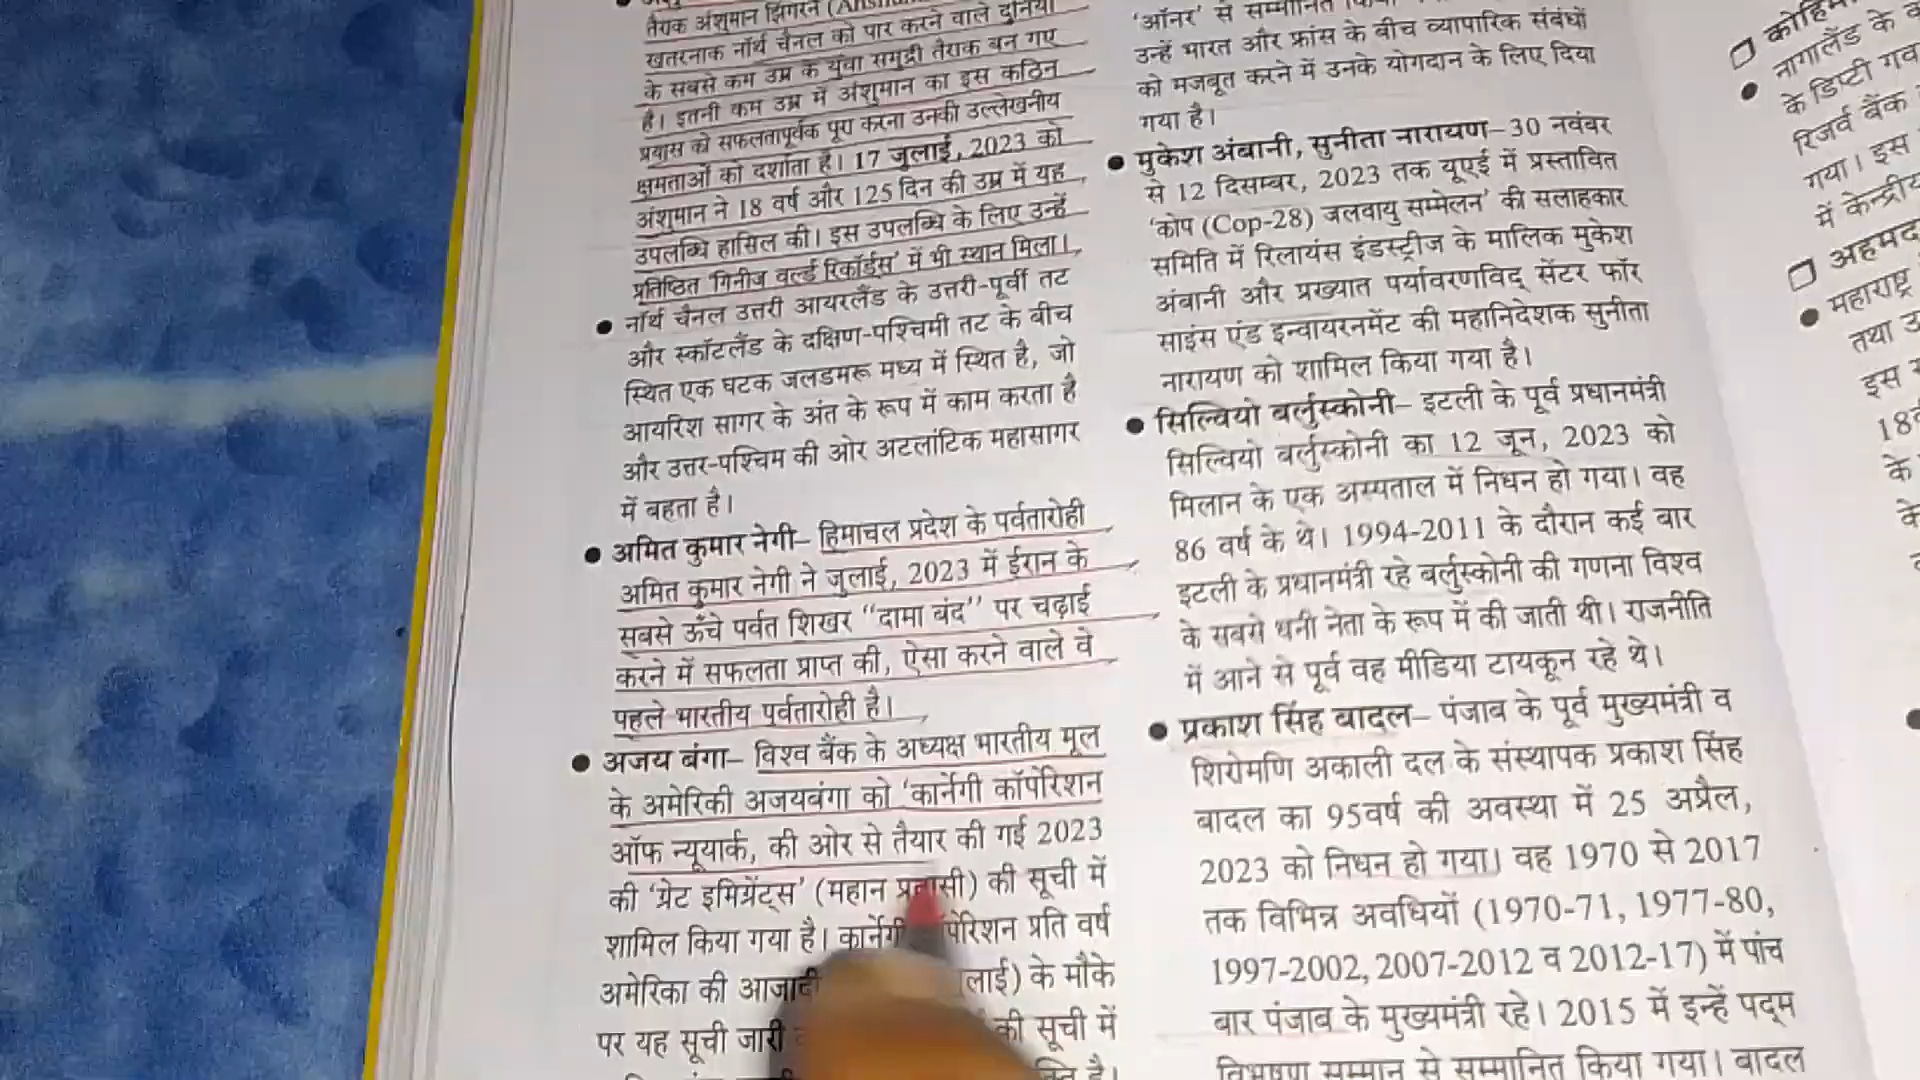 तैराक अंशुमान झिंगरन
खतरनाक नॉर्थ चैनल को पार करने वाले दुनिया
के सबसे कम उम्र के युवा समुद्री तैराक बन गए
है। इतनी कम उम्र में अंशुमान का इस कठिन
प्रयास को सफलतापूर्वक पूरा करना उनकी उल्लेखनीय
क्षमताओं को दर्शाता है। 17 जुलाई, 2023 को
अंशुमान ने 18 वर्ष और 125 दिन की उम्र में यह
उपलब्धि हासिल की। इस उपलब्धि के लिए उन्हें
प्रतिष्ठित 'गिनीज वर्ल्ड रिकॉर्डस' में भी स्थान मिला।
● नॉर्थ चैनल उत्तरी आयरलैंड के उत्तरी-पूर्वी तट
और स्कॉटलैंड के दक्षिण-पश्चिमी तट के बीच
स्थित एक घटक जलडमरू मध्य में स्थित है, जो
आयरिश सागर के अंत के रूप में काम करता है
और उत्तर-पश्चिम की ओर अटलांटिक महासागर
में बहता है।
● अमित कुमार नेगी– हिमाचल प्रदेश के पर्वतारोही
अमित कुमार नेगी ने जुलाई, 2023 में ईरान के
सबसे ऊँचे पर्वत शिखर "दामा बंद" पर चढ़ाई
करने में सफलता प्राप्त की, ऐसा करने वाले वे
पहले भारतीय पर्वतारोही है।
● अजय बंगा– विश्व बैंक के अध्यक्ष भारतीय मूल
के अमेरिकी अजयबंगा को 'कार्नेगी कॉर्पोरेशन
ऑफ न्यूयार्क, की ओर से तैयार की गई 2023
की 'ग्रेट इमिग्रेंट्स' (महान प्रवासी) की सूची में
शामिल किया गया है। कार्नेगी प्रति वर्ष
अमेरिका की आजादी के मौके
पर यह सूची जारी की सूची में
'ऑनर' से सम्मानित किया
उन्हें भारत और फ्रांस के बीच व्यापारिक संबंधों
को मजबूत करने में उनके योगदान के लिए दिया
गया है।
● मुकेश अंबानी, सुनीता नारायण– 30 नवंबर
से 12 दिसम्बर, 2023 तक यूएई में प्रस्तावित
'कोप (Cop-28) जलवायु सम्मेलन' की सलाहकार
समिति में रिलायंस इंडस्ट्रीज के मालिक मुकेश
अंबानी और प्रख्यात पर्यावरणविद् सेंटर फॉर
साइंस एंड इन्वायरनमेंट की महानिदेशक सुनीता
नारायण को शामिल किया गया है।
● सिल्वियो बर्लुस्कोनी– इटली के पूर्व प्रधानमंत्री
सिल्वियो बर्लुस्कोनी का 12 जून, 2023 को
मिलान के एक अस्पताल में निधन हो गया। वह
86 वर्ष के थे। 1994-2011 के दौरान कई बार
इटली के प्रधानमंत्री रहे बर्लुस्कोनी की गणना विश्व
के सबसे धनी नेता के रूप में की जाती थी। राजनीति
में आने से पूर्व वह मीडिया टायकून रहे थे।
● प्रकाश सिंह बादल– पंजाब के पूर्व मुख्यमंत्री व
शिरोमणि अकाली दल के संस्थापक प्रकाश सिंह
बादल का 95वर्ष की अवस्था में 25 अप्रैल,
2023 को निधन हो गया। वह 1970 से 2017
तक विभिन्न अवधियों (1970-71, 1977-80,
1997-2002, 2007-2012 व 2012-17) में पांच
बार पंजाब के मुख्यमंत्री रहे। 2015 में इन्हें पद्म
विभूषण सम्मान से सम्मानित किया गया। बादल
नागालैंड के
के डिप्टी
रिजर्व बैंक
गया। इस
में
● महाराष्ट्र
तथा
इस
के